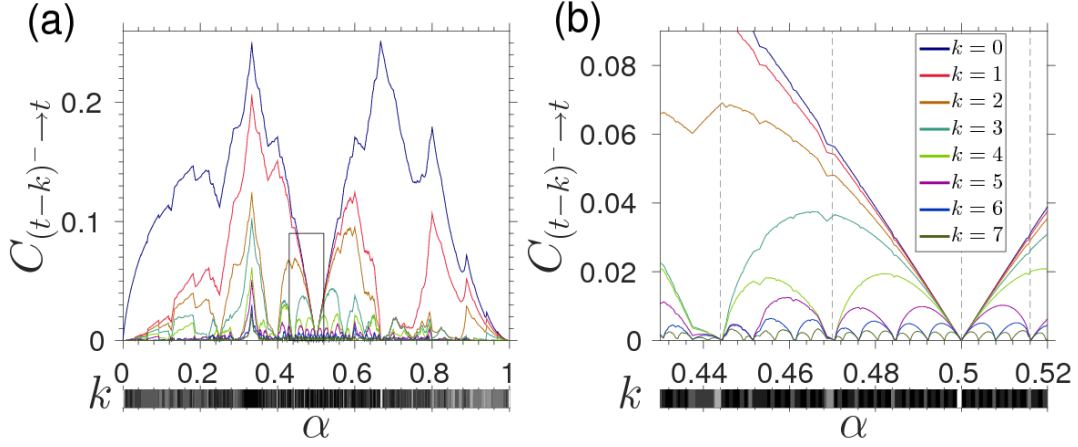 (a)
C(t−k)⁻→t
0.2
0.1
0
0 0.2 0.4 0.6 0.8 1
k
α
(b)
C(t−k)⁻→t
0.08
0.06
0.04
0.02
0
0.44 0.46 0.48 0.5 0.52
k
α
k = 0
k = 1
k = 2
k = 3
k = 4
k = 5
k = 6
k = 7